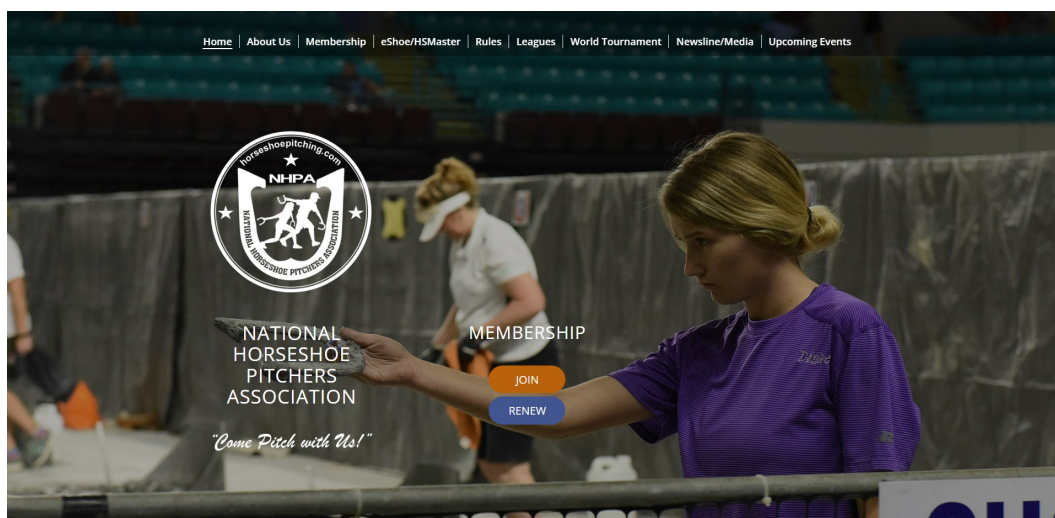 Home | About Us | Membership | eShoe/HSMaster | Rules | Leagues | World Tournament | Newsline/Media | Upcoming Events
horseshoepitching.com
NHPA
NATIONAL HORSESHOE PITCHERS ASSOCIATION
NATIONAL
HORSESHOE
PITCHERS
ASSOCIATION
"Come Pitch with Us!"
MEMBERSHIP
JOIN
RENEW